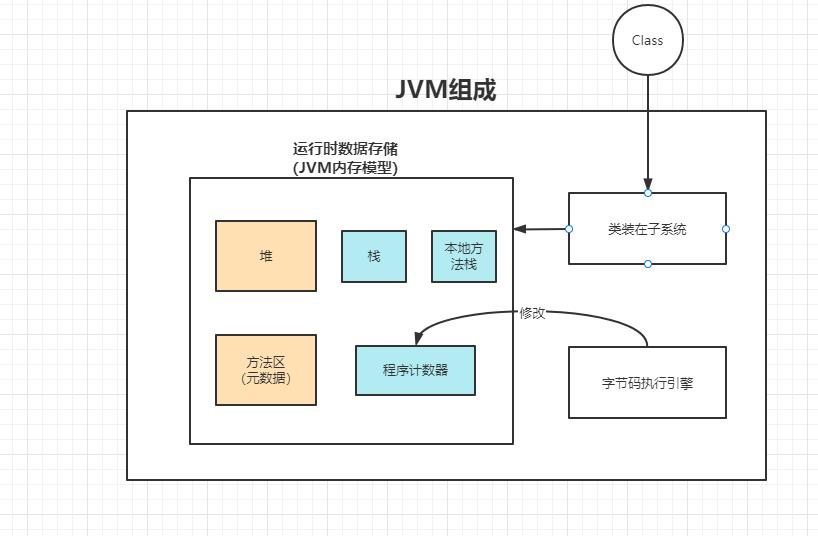 Class
JVM组成
运行时数据存储
(JVM内存模型)
类装在子系统
堆
栈
本地方
法栈
修改
方法区
(元数据)
程序计数器
字节码执行引擎